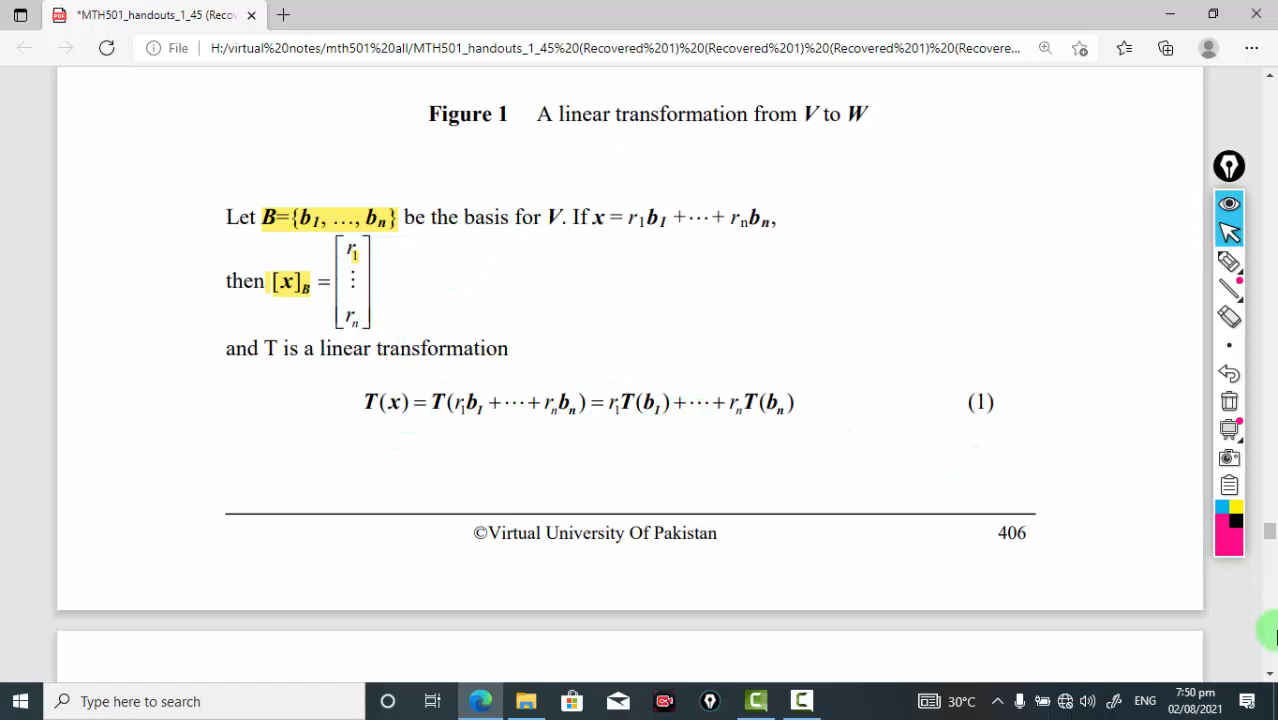 *MTH501_handouts_1_45 (Reco
File
H:/virtual%20notes/mth501%20all/MTH501_handouts_1_45%20(Recovered%201)%20(Recovered%201)%20(Recovered%201)%20(Recovere...
Figure 1 A linear transformation from V to W
Let B={b₁, …, bₙ} be the basis for V. If x = r₁b₁ +⋯+ rₙbₙ,
then [x]_B = [r₁ ⋮ rₙ]
and T is a linear transformation
T(x) = T(r₁b₁ +⋯+ rₙbₙ) = r₁T(b₁)+⋯+ rₙT(bₙ) (1)
©Virtual University Of Pakistan 406
Type here to search
30°C
ENG
7:50 pm
02/08/2021